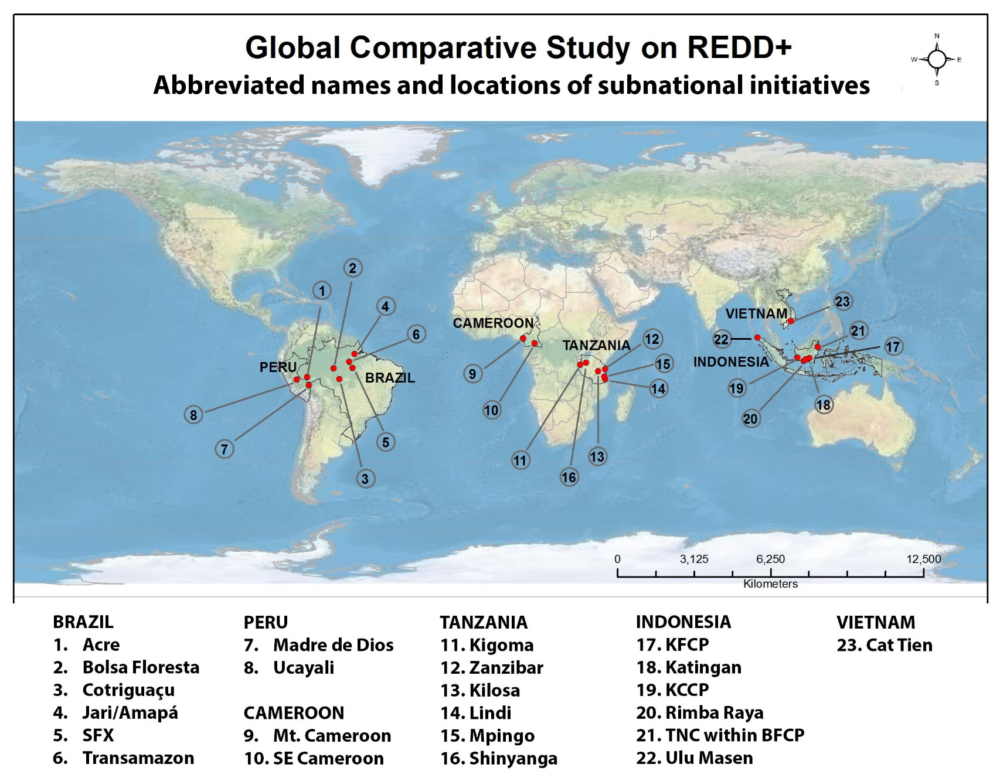 Global Comparative Study on REDD+
Abbreviated names and locations of subnational initiatives
N
W E
S
2
1
4
23
VIETNAM
CAMEROON
21
6
22
12
TANZANIA
17
INDONESIA
15
PERU
BRAZIL
9
19
14
18
10
8
20
5
7
13
11
16
3
0 3,125 6,250 12,500
Kilometers
BRAZIL
1. Acre
2. Bolsa Floresta
3. Cotriguaçu
4. Jari/Amapá
5. SFX
6. Transamazon
PERU
7. Madre de Dios
8. Ucayali
CAMEROON
9. Mt. Cameroon
10. SE Cameroon
TANZANIA
11. Kigoma
12. Zanzibar
13. Kilosa
14. Lindi
15. Mpingo
16. Shinyanga
INDONESIA
17. KFCP
18. Katingan
19. KCCP
20. Rimba Raya
21. TNC within BFCP
22. Ulu Masen
VIETNAM
23. Cat Tien